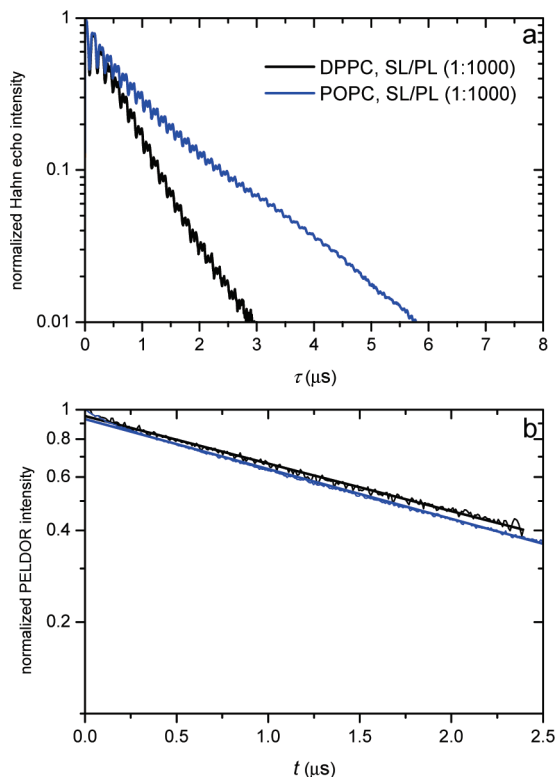 a
DPPC, SL/PL (1:1000)
POPC, SL/PL (1:1000)
normalized Hahn echo intensity
1
0.1
0.01
0 1 2 3 4 5 6 7 8
τ (μs)
b
normalized PELDOR intensity
1
0.8
0.6
0.4
0.2
0.0 0.5 1.0 1.5 2.0 2.5
t (μs)